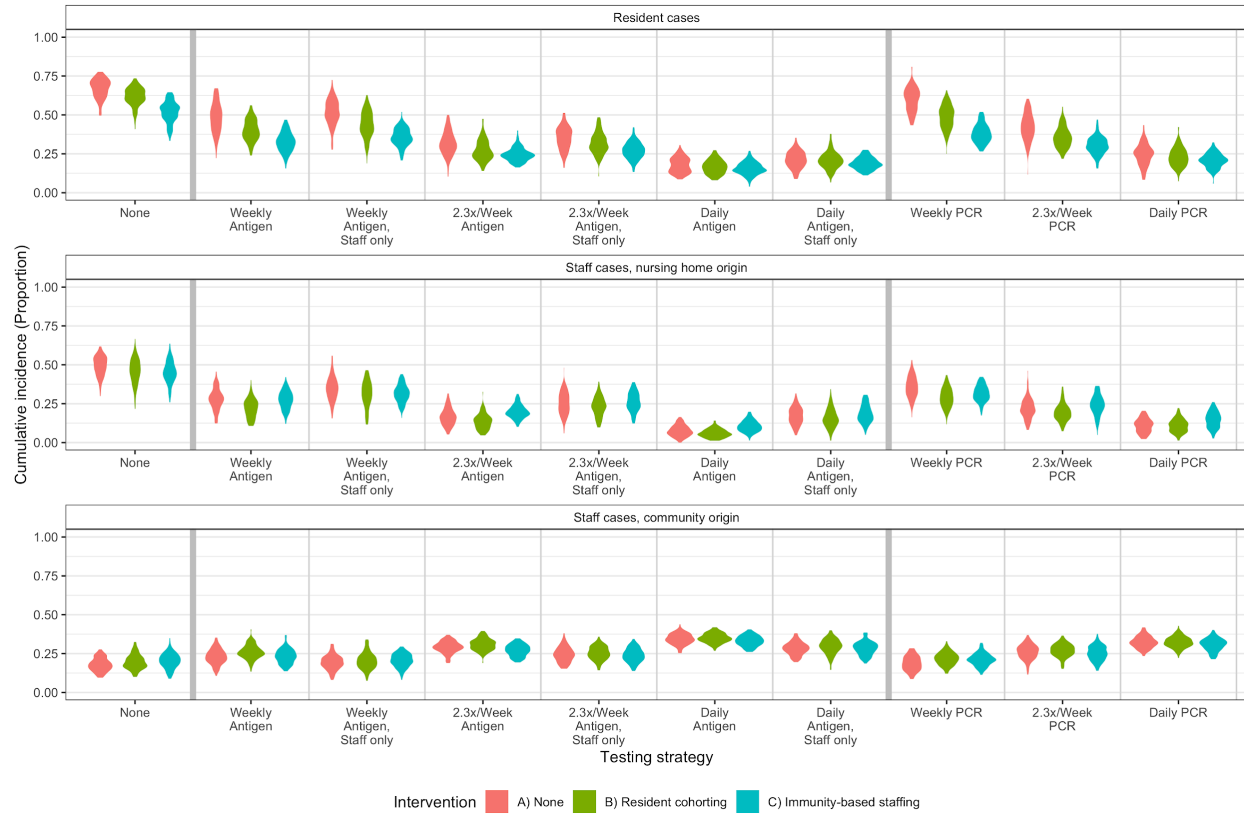 Resident cases
1.00
0.75
0.50
0.25
0.00
None
Weekly
Antigen
Weekly
Antigen,
Staff only
2.3x/Week
Antigen
2.3x/Week
Antigen,
Staff only
Daily
Antigen
Daily
Antigen,
Staff only
Weekly PCR
2.3x/Week
PCR
Daily PCR
Cumulative incidence (Proportion)
Staff cases, nursing home origin
1.00
0.75
0.50
0.25
0.00
None
Weekly
Antigen
Weekly
Antigen,
Staff only
2.3x/Week
Antigen
2.3x/Week
Antigen,
Staff only
Daily
Antigen
Daily
Antigen,
Staff only
Weekly PCR
2.3x/Week
PCR
Daily PCR
Staff cases, community origin
1.00
0.75
0.50
0.25
0.00
None
Weekly
Antigen
Weekly
Antigen,
Staff only
2.3x/Week
Antigen
2.3x/Week
Antigen,
Staff only
Daily
Antigen
Daily
Antigen,
Staff only
Weekly PCR
2.3x/Week
PCR
Daily PCR
Testing strategy
Intervention A) None B) Resident cohorting C) Immunity-based staffing